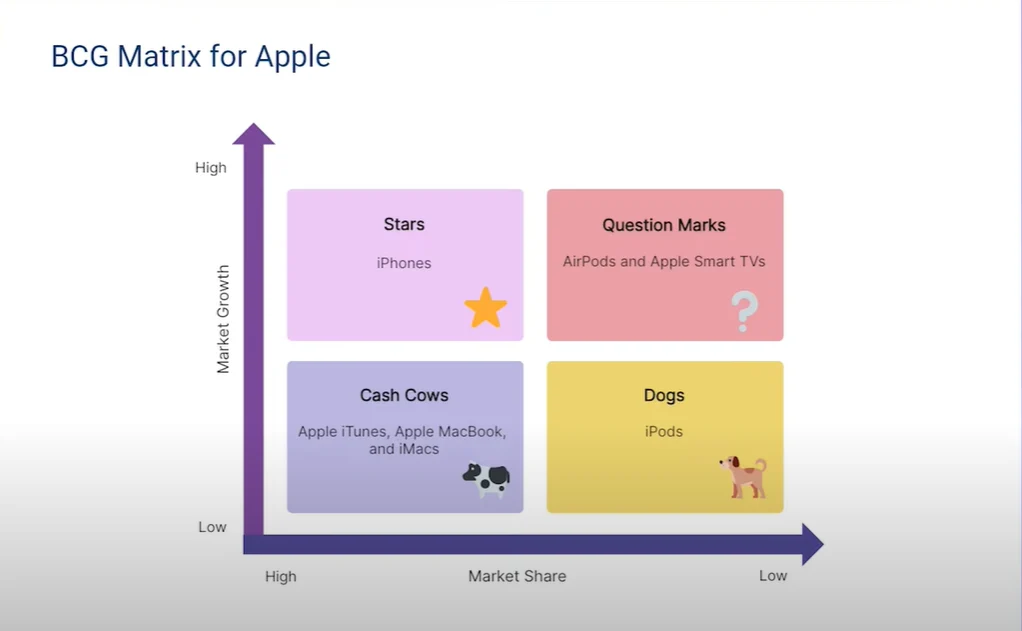 BCG Matrix for Apple
High
Market Growth
Low
Stars
iPhones
Question Marks
AirPods and Apple Smart TVs
?
Cash Cows
Apple iTunes, Apple MacBook,
and iMacs
Dogs
iPods
High
Market Share
Low